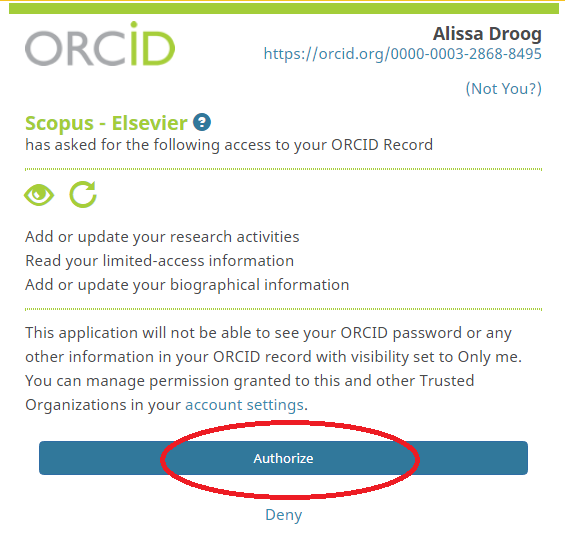 ORCID
Alissa Droog
https://orcid.org/0000-0003-2868-8495
(Not You?)
Scopus - Elsevier ?
has asked for the following access to your ORCID Record
Add or update your research activities
Read your limited-access information
Add or update your biographical information
This application will not be able to see your ORCID password or any
other information in your ORCID record with visibility set to Only me.
You can manage permission granted to this and other Trusted
Organizations in your account settings.
Authorize
Deny